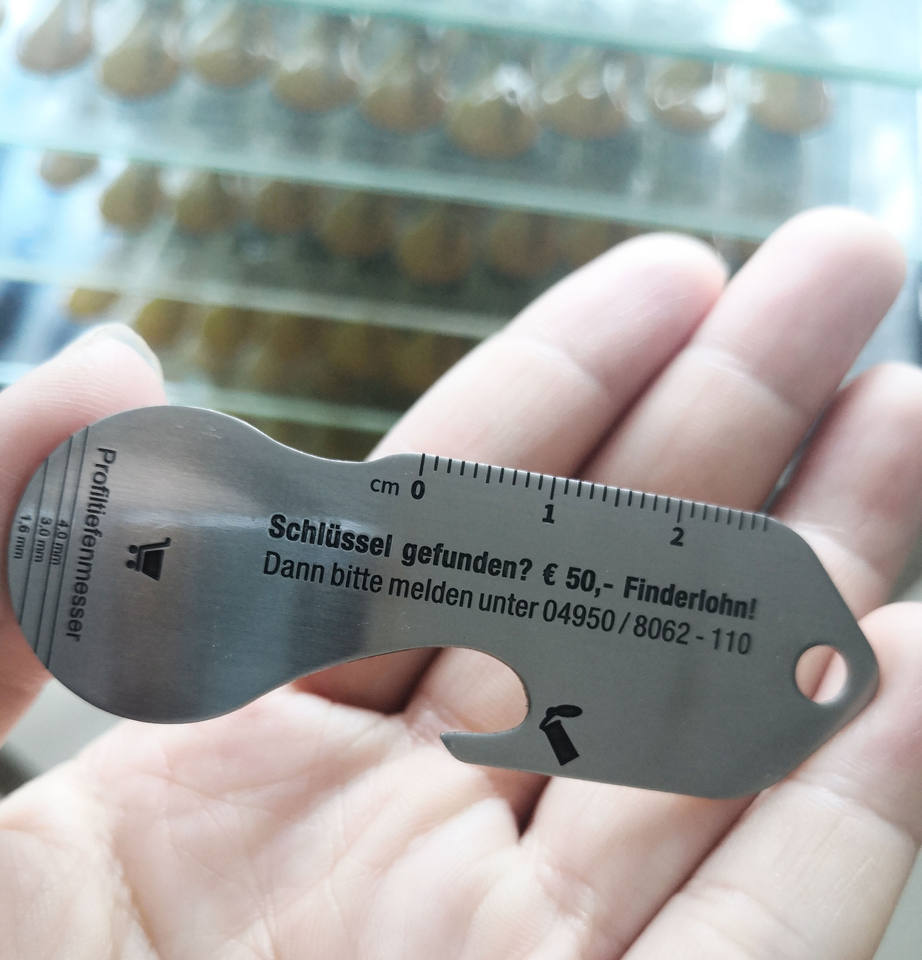 cm 0 1 2
Schlüssel gefunden? € 50,- Finderlohn!
Dann bitte melden unter 04950 / 8062 - 110
Profiltiefenmesser
4,0 mm
3,0 mm
1,6 mm